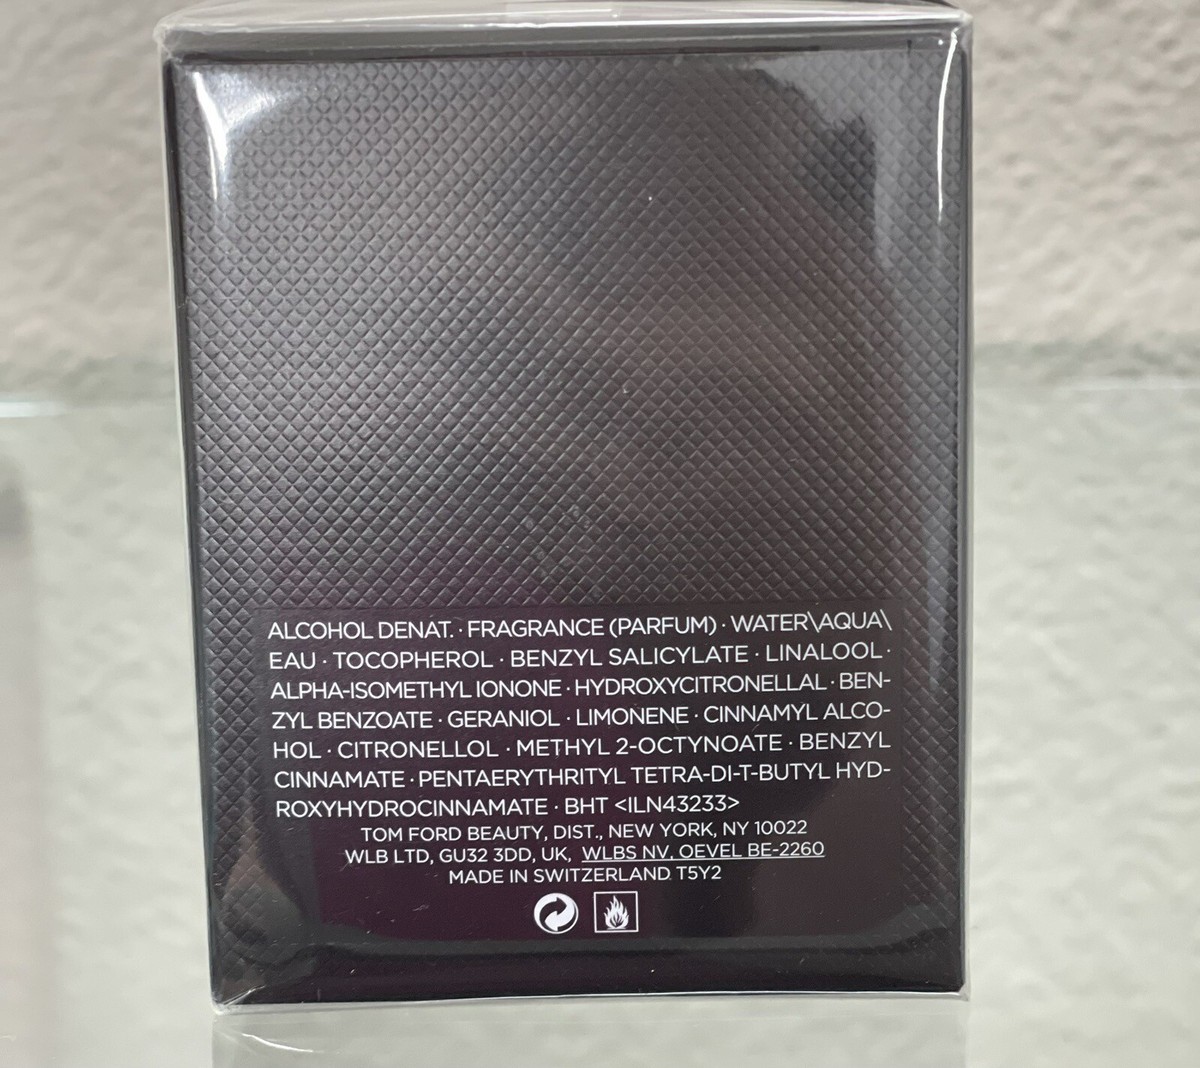 ALCOHOL DENAT. · FRAGRANCE (PARFUM) · WATER\AQUA\
EAU · TOCOPHEROL · BENZYL SALICYLATE · LINALOOL ·
ALPHA-ISOMETHYL IONONE · HYDROXYCITRONELLAL · BEN-
ZYL BENZOATE · GERANIOL · LIMONENE · CINNAMYL ALCO-
HOL · CITRONELLOL · METHYL 2-OCTYNOATE · BENZYL
CINNAMATE · PENTAERYTHRITYL TETRA-DI-T-BUTYL HYD-
ROXYHYDROCINNAMATE · BHT <ILN43233>
TOM FORD BEAUTY, DIST., NEW YORK, NY 10022
WLB LTD, GU32 3DD, UK, WLBS NV, OEVEL BE-2260
MADE IN SWITZERLAND T5Y2